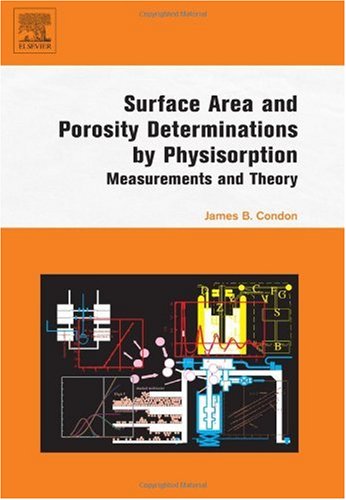 ELSEVIER
Surface Area and
Porosity Determinations
by Physisorption
Measurements and Theory
James B. Condon
D
C
F
G
Z
S
B